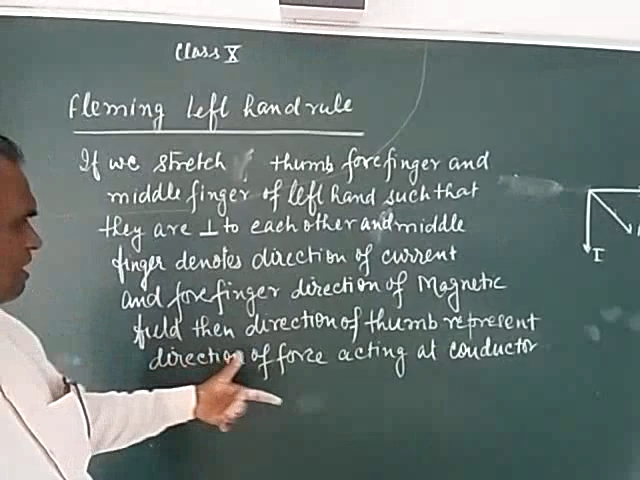 Class X
Fleming Left hand rule
If we stretch thumb forefinger and
middle finger of left hand such that
they are ⊥ to each other and middle
finger denotes direction of current
and forefinger direction of Magnetic
field then direction of thumb represent
direction of force acting at conductor
I